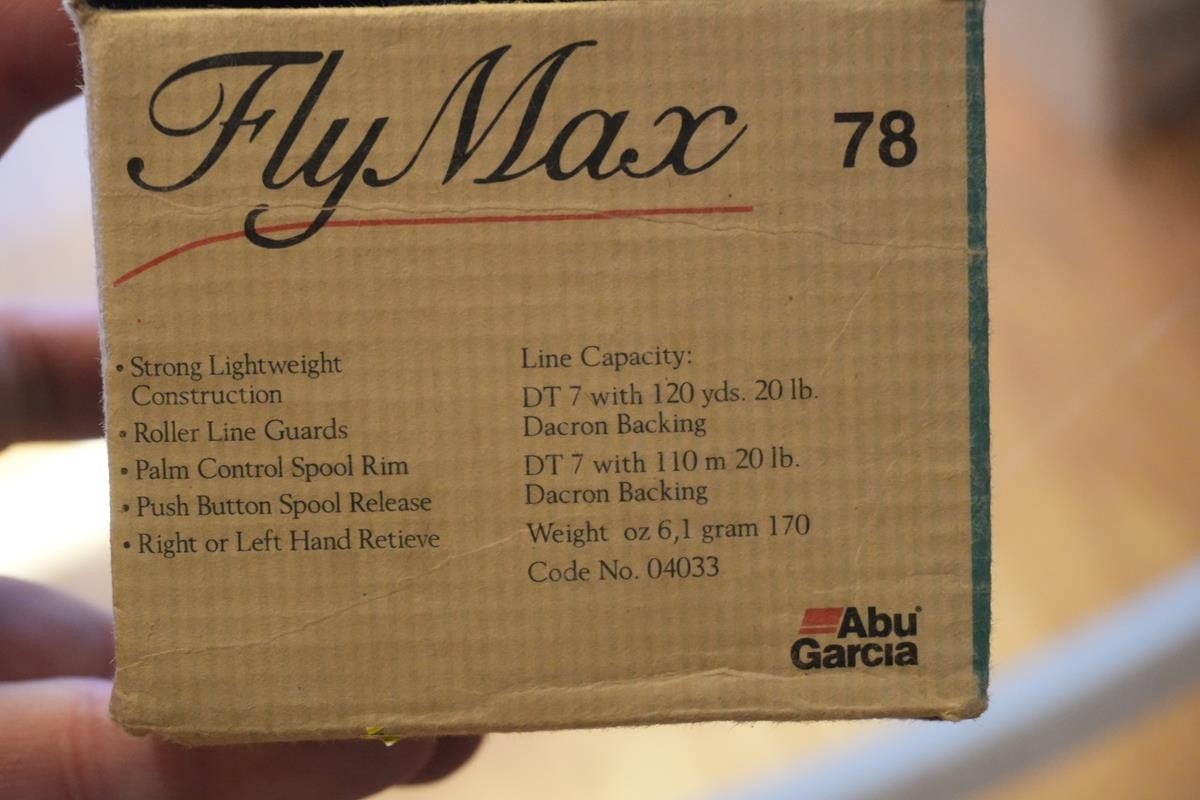 FlyMax 78
• Strong Lightweight
Construction
• Roller Line Guards
• Palm Control Spool Rim
• Push Button Spool Release
• Right or Left Hand Retieve
Line Capacity:
DT 7 with 120 yds. 20 lb.
Dacron Backing
DT 7 with 110 m 20 lb.
Dacron Backing
Weight oz 6,1 gram 170
Code No. 04033
Abu
Garcia